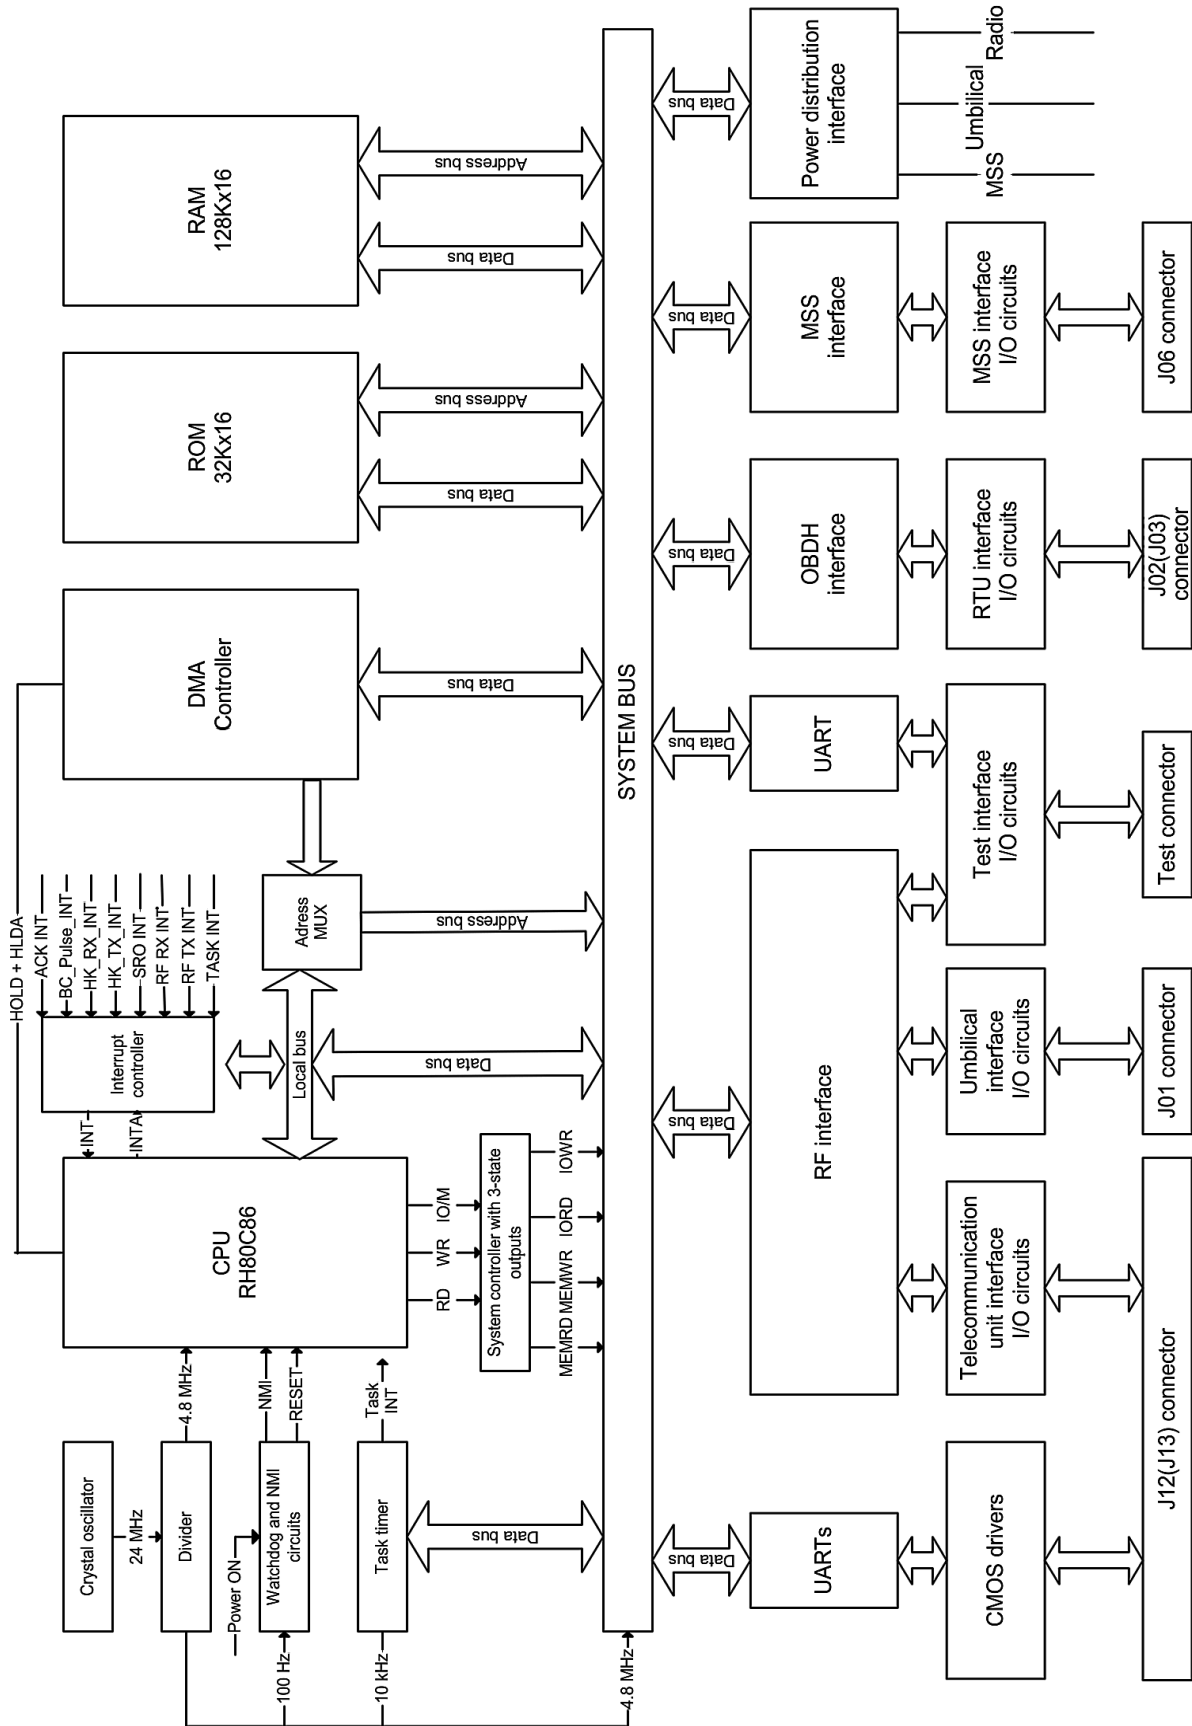 Crystal oscillator
24 MHz
Divider
4.8 MHz
Power ON
Watchdog and NMI
circuits
NMI
RESET
100 Hz
Task timer
Task
INT
10 kHz
4.8 MHz
Data bus
HOLD + HLDA
CPU
RH80C86
INT
INTA
Interrupt
controller
ACK INT
BC_Pulse_INT
HK_RX_INT
HK_TX_INT
SRO INT
RF RX INT
RF TX INT
TASK INT
RD
WR
IO/M
System controller with 3-state
outputs
MEMRD
MEMWR
IORD
IOWR
Local bus
Data bus
Adress
MUX
Address bus
DMA
Controller
Data bus
ROM
32Kx16
Data bus
Address bus
RAM
128Kx16
Data bus
Address bus
SYSTEM BUS
Data bus
Data bus
Data bus
Data bus
Data bus
Data bus
UARTs
RF interface
UART
OBDH
interface
MSS
interface
Power distribution
interface
MSS
Umbilical
Radio
CMOS drivers
Telecommunication
unit interface
I/O circuits
Umbilical
interface
I/O circuits
Test interface
I/O circuits
RTU interface
I/O circuits
MSS interface
I/O circuits
J12(J13) connector
J01 connector
Test connector
J02(J03)
connector
J06 connector